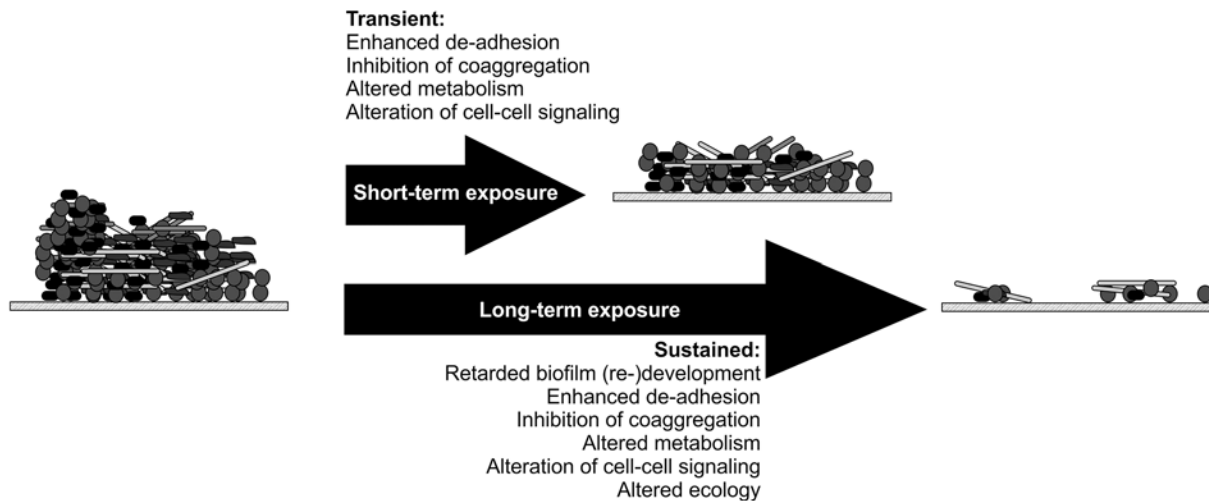 Transient:
Enhanced de-adhesion
Inhibition of coaggregation
Altered metabolism
Alteration of cell-cell signaling
Short-term exposure
Long-term exposure
Sustained:
Retarded biofilm (re-)development
Enhanced de-adhesion
Inhibition of coaggregation
Altered metabolism
Alteration of cell-cell signaling
Altered ecology